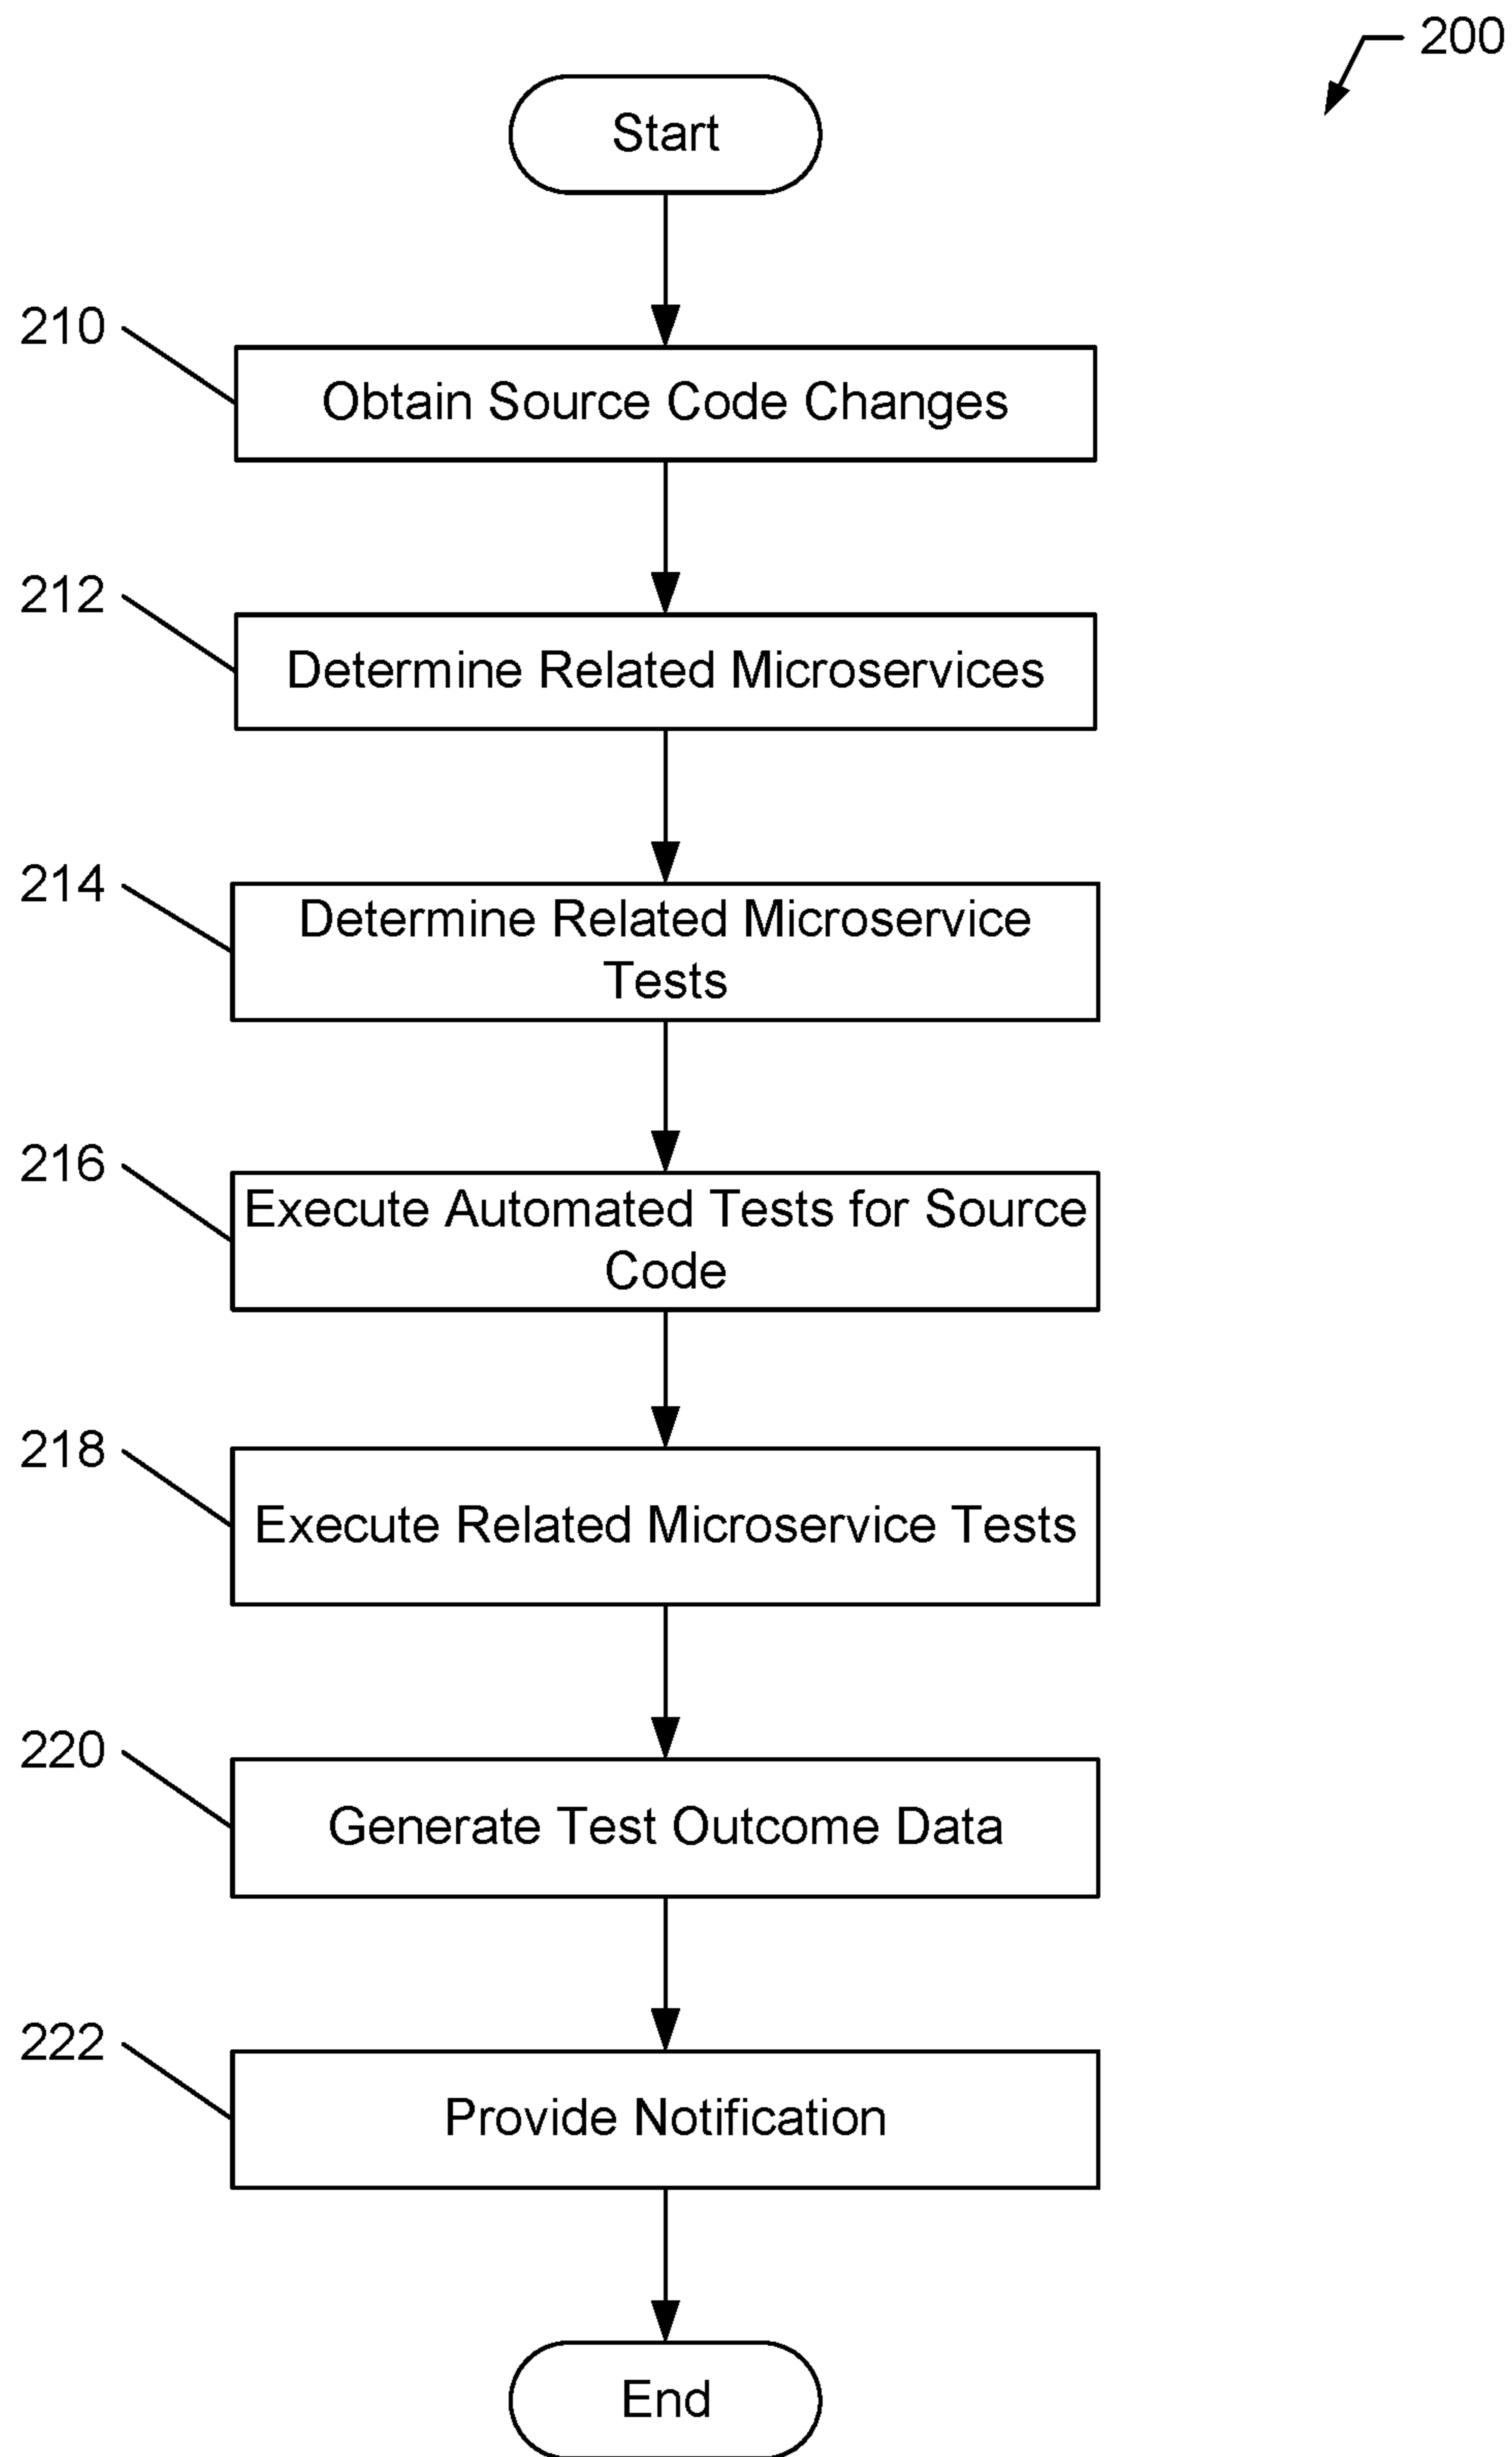 200
Start
210
Obtain Source Code Changes
212
Determine Related Microservices
214
Determine Related Microservice
Tests
216
Execute Automated Tests for Source
Code
218
Execute Related Microservice Tests
220
Generate Test Outcome Data
222
Provide Notification
End